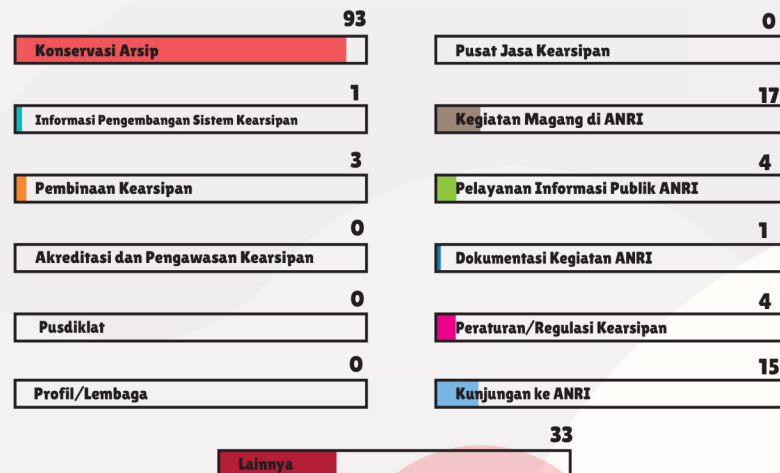 93
Konservasi Arsip
1
Informasi Pengembangan Sistem Kearsipan
3
Pembinaan Kearsipan
0
Akreditasi dan Pengawasan Kearsipan
0
Pusdiklat
0
Profil/Lembaga
0
Pusat Jasa Kearsipan
17
Kegiatan Magang di ANRI
4
Pelayanan Informasi Publik ANRI
1
Dokumentasi Kegiatan ANRI
4
Peraturan/Regulasi Kearsipan
15
Kunjungan ke ANRI
33
Lainnya